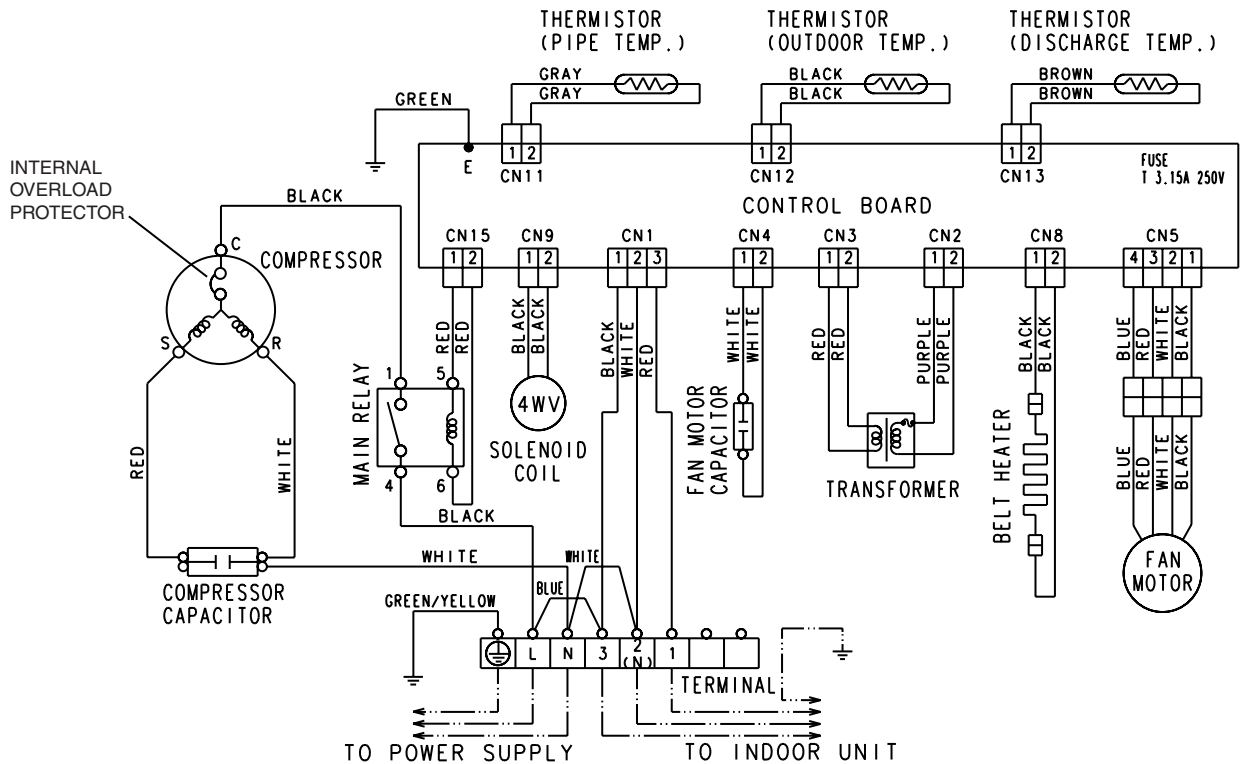 THERMISTOR
(PIPE TEMP.)
THERMISTOR
(OUTDOOR TEMP.)
THERMISTOR
(DISCHARGE TEMP.)
GRAY
GRAY
BLACK
BLACK
BROWN
BROWN
GREEN
E
1 2
CN11
1 2
CN12
1 2
CN13
FUSE
T 3.15A 250V
INTERNAL
OVERLOAD
PROTECTOR
BLACK
CONTROL BOARD
C
COMPRESSOR
S
R
CN15
1 2
CN9
1 2
CN1
1 2 3
CN4
1 2
CN3
1 2
CN2
1 2
CN8
1 2
CN5
4 3 2 1
RED
RED
BLACK
BLACK
BLACK
WHITE
RED
WHITE
WHITE
RED
RED
PURPLE
PURPLE
BLACK
BLACK
BLUE
RED
WHITE
BLACK
MAIN RELAY
1
5
4
6
4WV
SOLENOID
COIL
FAN MOTOR
CAPACITOR
TRANSFORMER
BELT HEATER
BLUE
RED
WHITE
BLACK
FAN
MOTOR
RED
WHITE
BLACK
WHITE
WHITE
BLUE
COMPRESSOR
CAPACITOR
GREEN/YELLOW
L N 3 2 (N) 1
TERMINAL
TO POWER SUPPLY
TO INDOOR UNIT